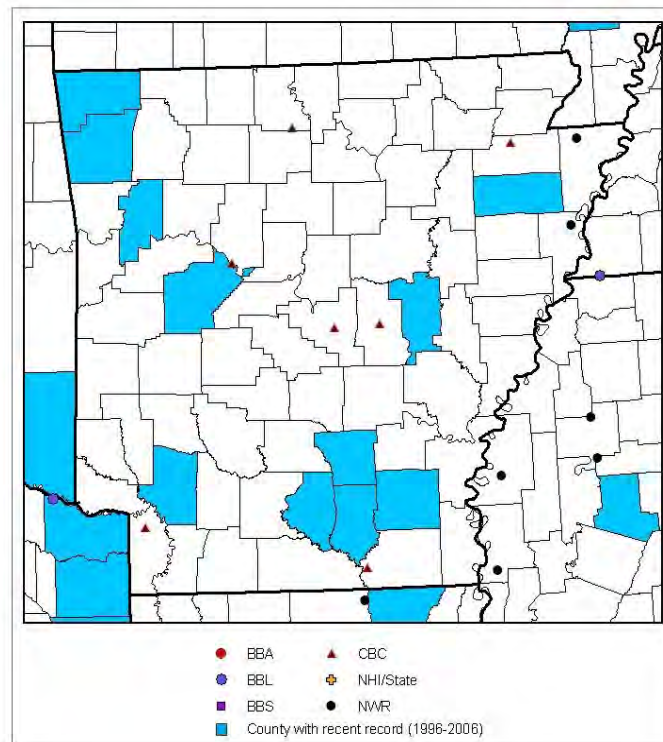 BBA
CBC
BBL
NHI/State
BBS
NWR
County with recent record (1996-2006)